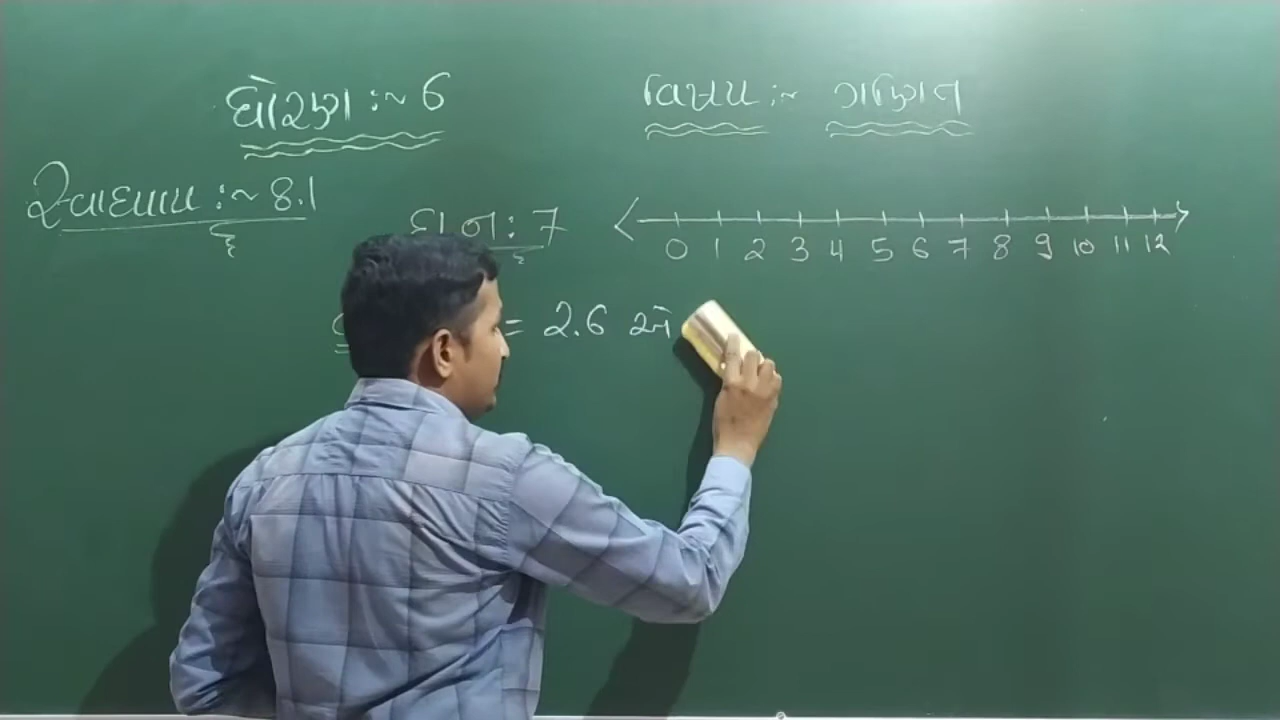 ધોરણ :~ 6
વિષય :~ ગણિત
સ્વાધ્યાય :~ 8.1
દાખલા : 7
0 1 2 3 4 5 6 7 8 9 10 11 12
= 2.6 સેમી